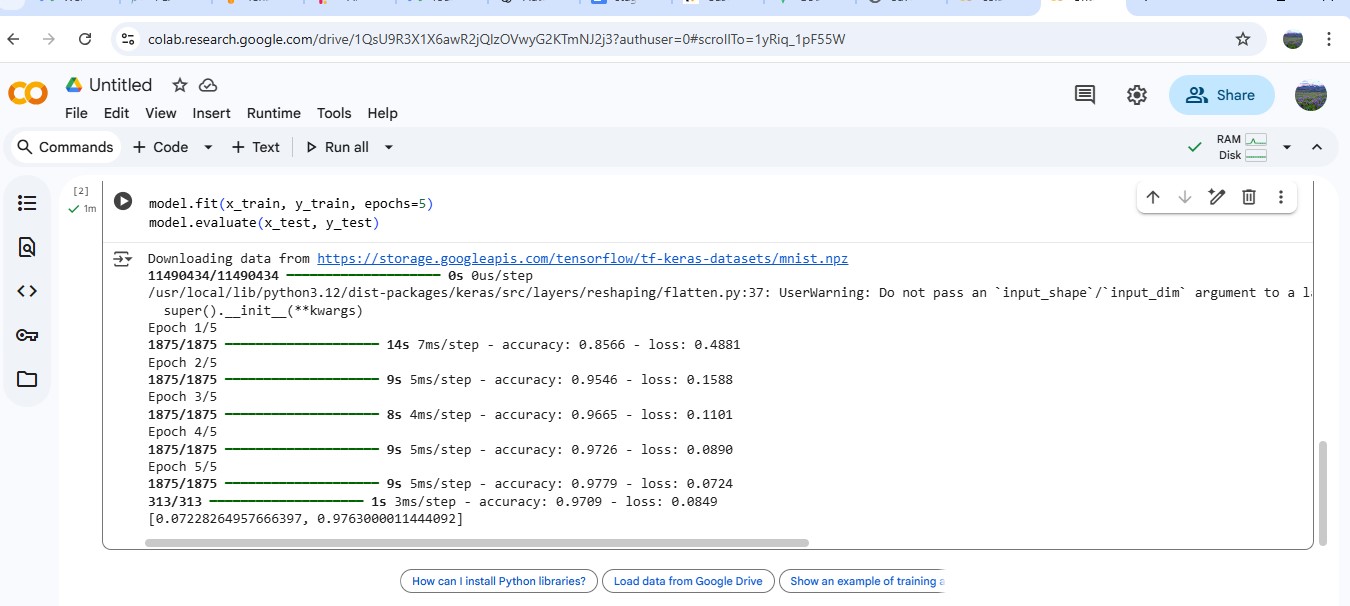 colab.research.google.com/drive/1QsU9R3X1X6awR2jQIzOVwyG2KTmNJ2j3?authuser=0#scrollTo=1yRiq_1pF55W
Untitled
File Edit View Insert Runtime Tools Help
Share
Commands + Code + Text Run all
RAM
Disk
[2]
1m
model.fit(x_train, y_train, epochs=5)
model.evaluate(x_test, y_test)
Downloading data from https://storage.googleapis.com/tensorflow/tf-keras-datasets/mnist.npz
11490434/11490434 0s 0us/step
/usr/local/lib/python3.12/dist-packages/keras/src/layers/reshaping/flatten.py:37: UserWarning: Do not pass an `input_shape`/`input_dim` argument to a
super().__init__(**kwargs)
Epoch 1/5
1875/1875 14s 7ms/step - accuracy: 0.8566 - loss: 0.4881
Epoch 2/5
1875/1875 9s 5ms/step - accuracy: 0.9546 - loss: 0.1588
Epoch 3/5
1875/1875 8s 4ms/step - accuracy: 0.9665 - loss: 0.1101
Epoch 4/5
1875/1875 9s 5ms/step - accuracy: 0.9726 - loss: 0.0890
Epoch 5/5
1875/1875 9s 5ms/step - accuracy: 0.9779 - loss: 0.0724
313/313 1s 3ms/step - accuracy: 0.9709 - loss: 0.0849
[0.07228264957666397, 0.9763000011444092]
How can I install Python libraries? Load data from Google Drive Show an example of training